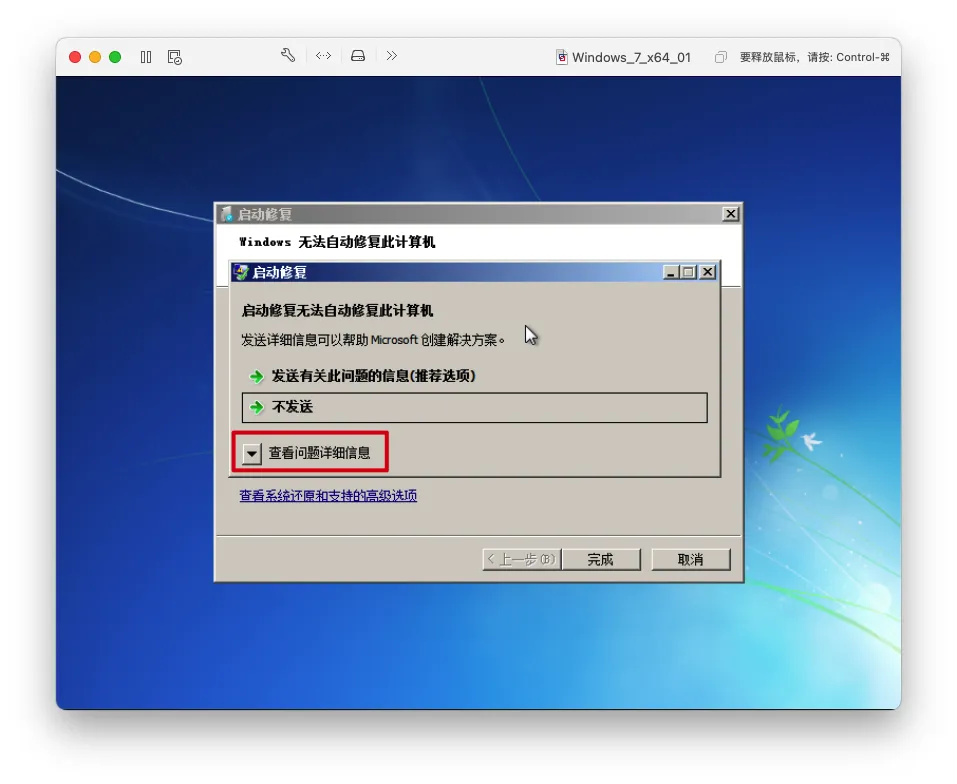 Windows_7_x64_01
要释放鼠标，请按: Control-⌘
启动修复
Windows 无法自动修复此计算机
启动修复
启动修复无法自动修复此计算机
发送详细信息可以帮助 Microsoft 创建解决方案。
发送有关此问题的信息(推荐选项)
不发送
查看问题详细信息
查看系统还原和支持的高级选项
< 上一步(B)
完成
取消